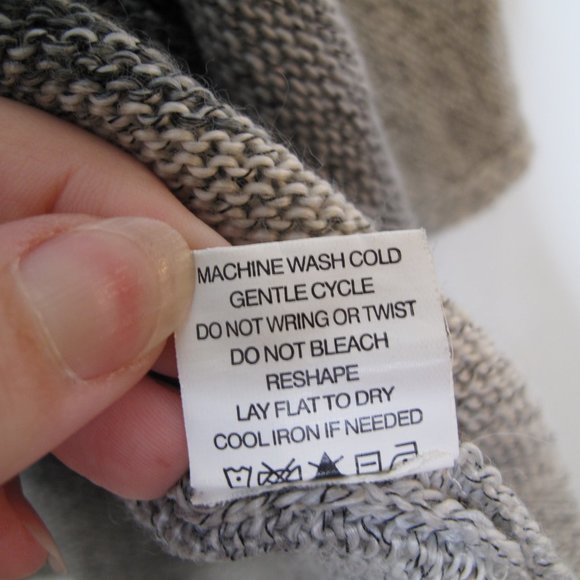 MACHINE WASH COLD
GENTLE CYCLE
DO NOT WRING OR TWIST
DO NOT BLEACH
RESHAPE
LAY FLAT TO DRY
COOL IRON IF NEEDED